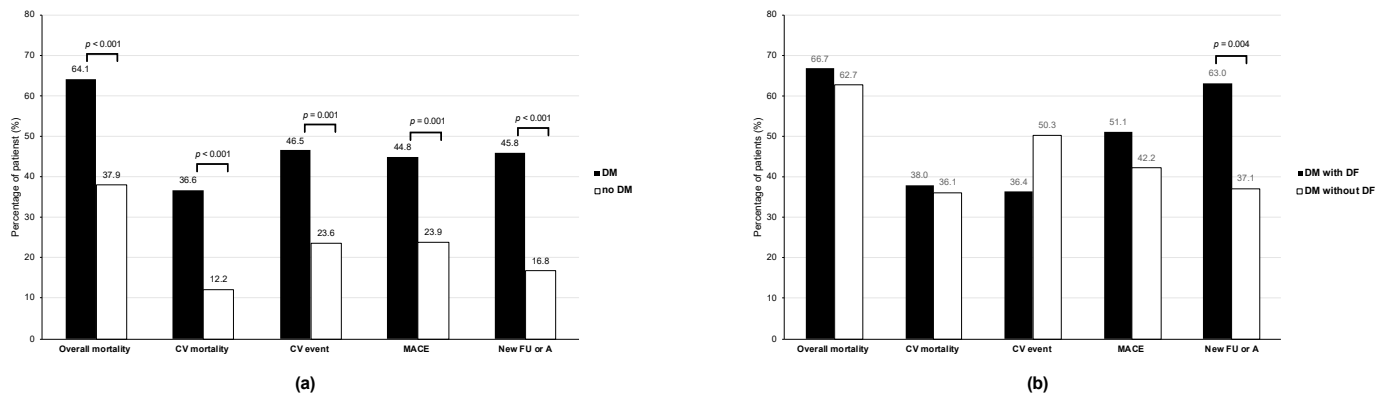 80
70
60
50
40
30
20
10
0
Percentage of patienst (%)
p < 0.001
64.1
37.9
p < 0.001
36.6
12.2
p = 0.001
46.5
23.6
p = 0.001
44.8
23.9
p < 0.001
45.8
16.8
Overall mortality
CV mortality
CV event
MACE
New FU or A
DM
no DM
(a)
80
70
60
50
40
30
20
10
0
Percentage of patients (%)
66.7
62.7
38.0
36.1
36.4
50.3
51.1
42.2
p = 0.004
63.0
37.1
Overall mortality
CV mortality
CV event
MACE
New FU or A
DM with DF
DM without DF
(b)